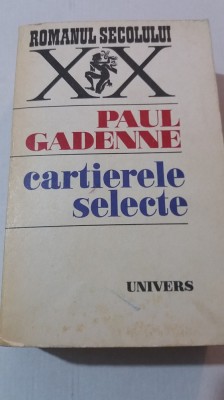 ROMANUL SECOLULUI
XX
PAUL
GADENNE
cartierele
selecte
UNIVERS